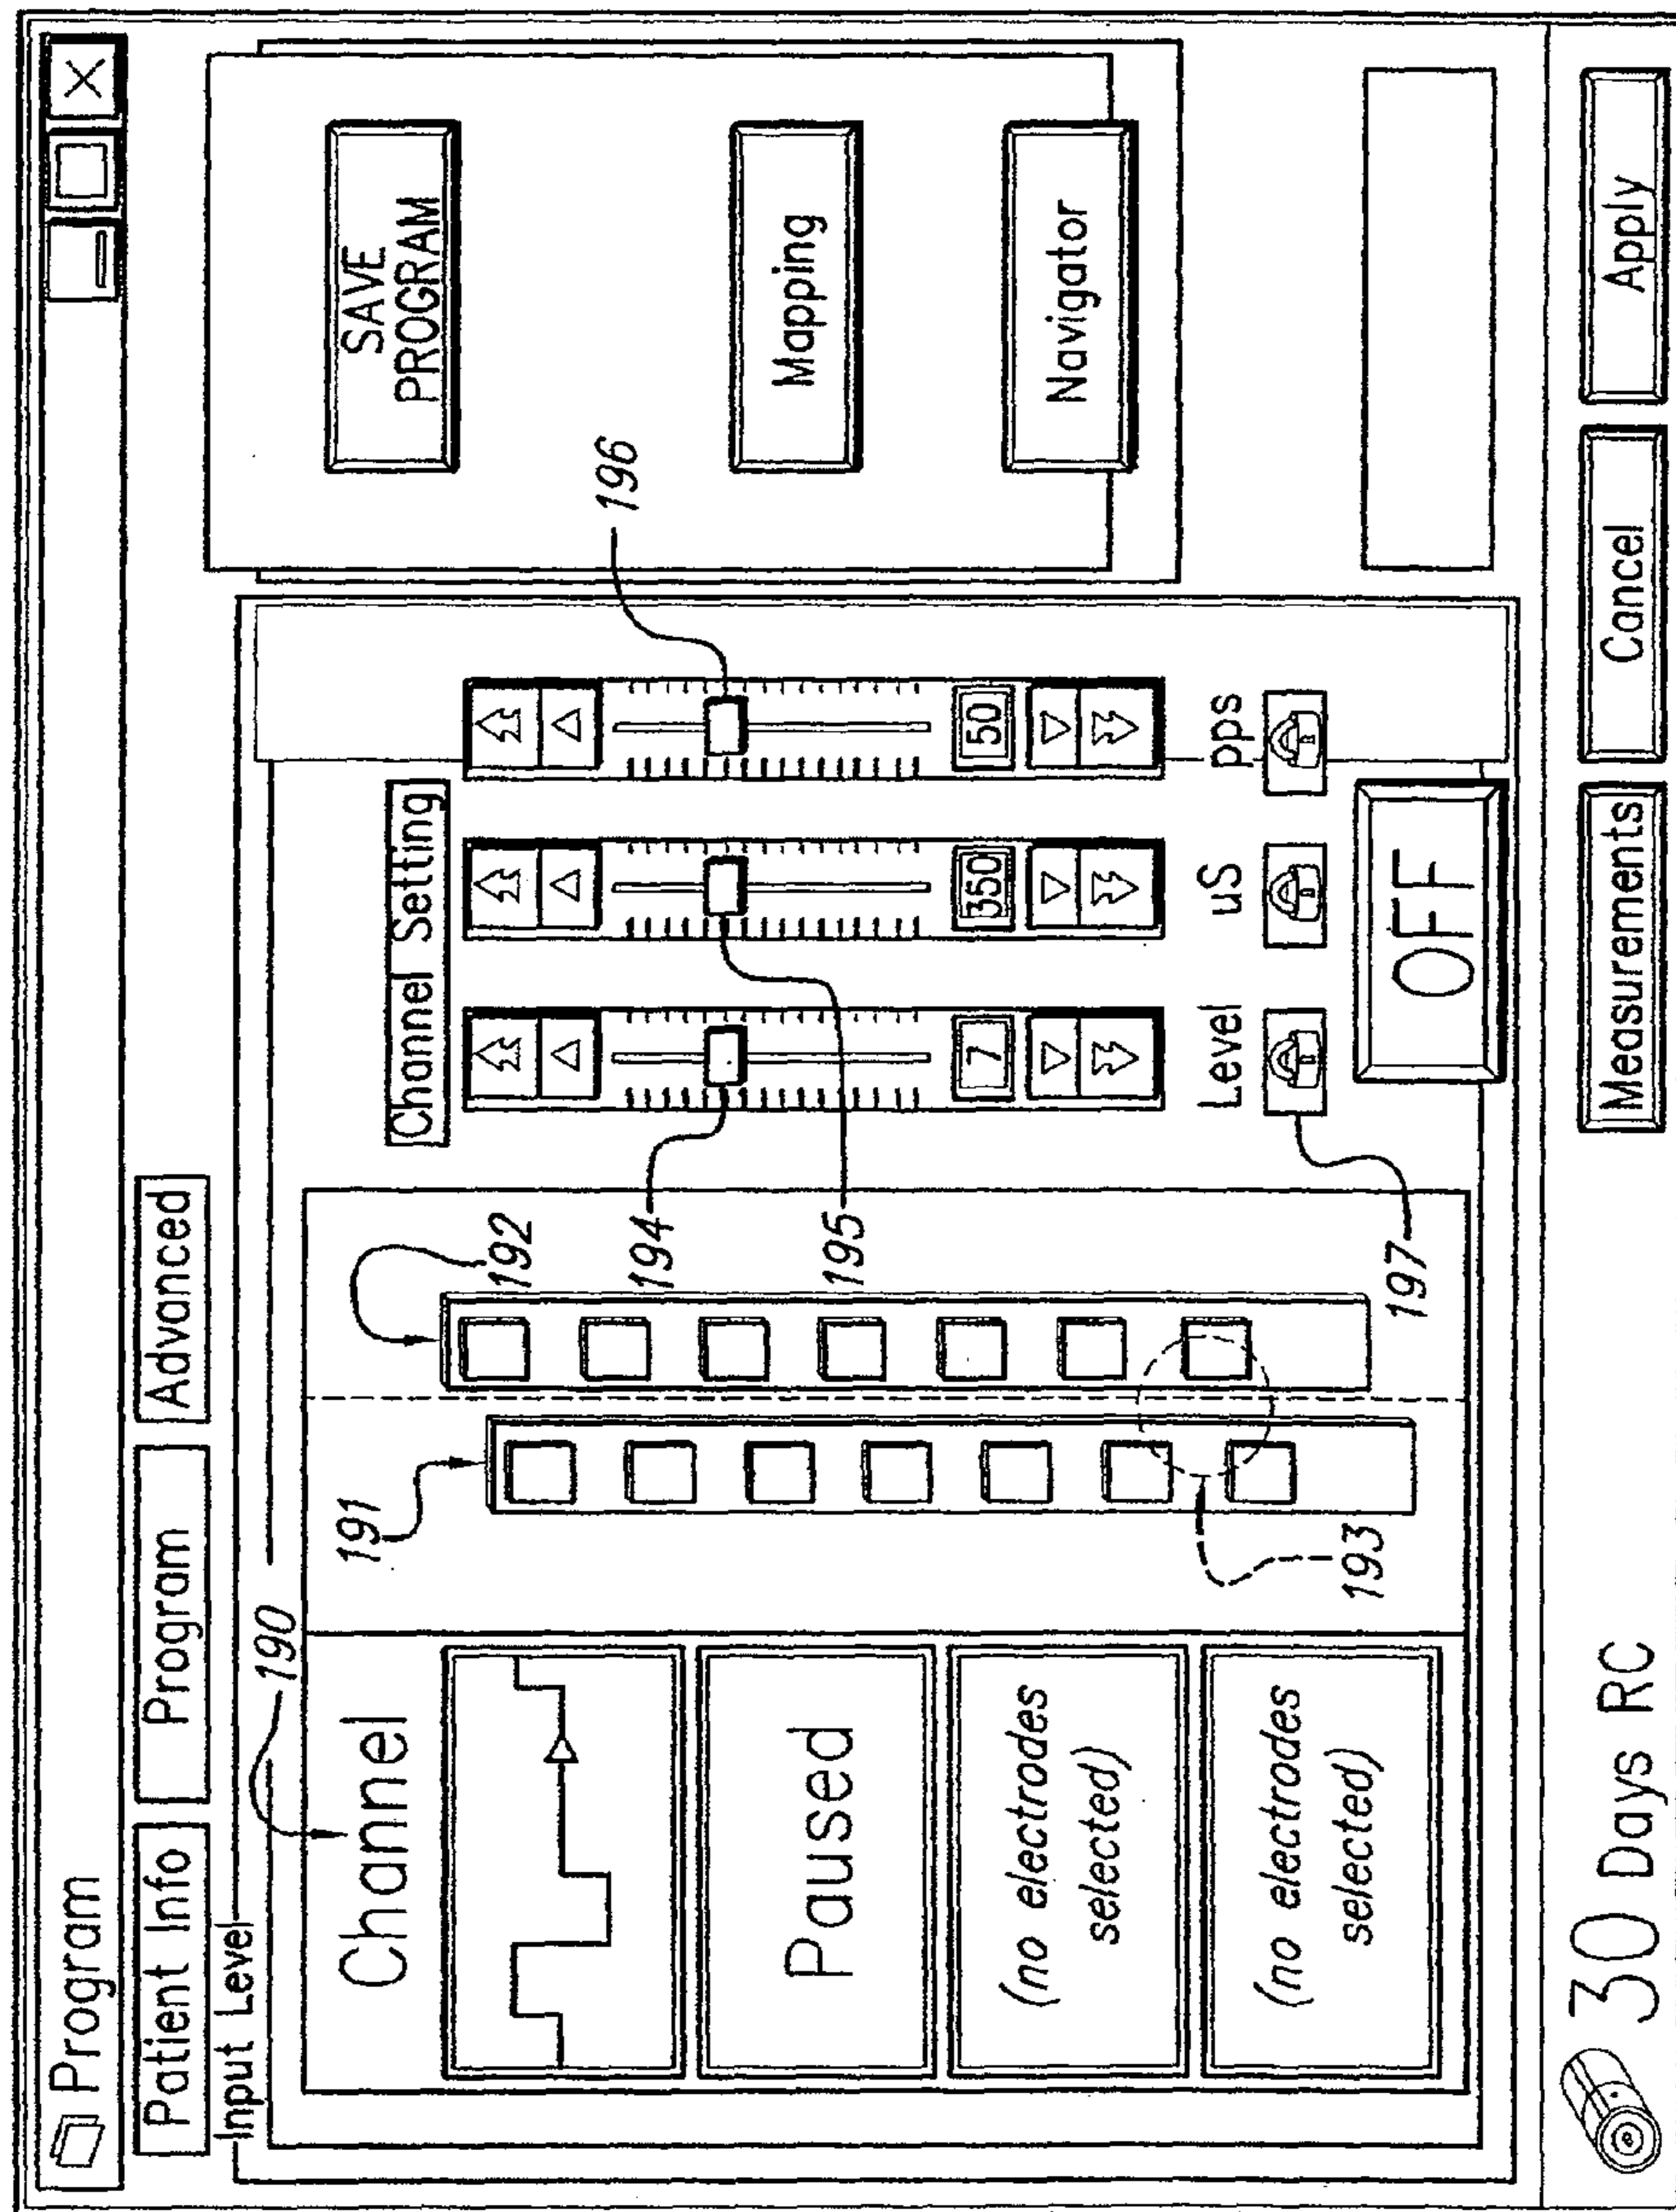 Program
Patient Info
Program
Advanced
Input Level
190
Channel
Paused
(no electrodes
selected)
(no electrodes
selected)
191
192
193
Channel Setting
194
195
196
7
350
50
Level
uS
pps
197
OFF
SAVE
PROGRAM
Mapping
Navigator
30 Days RC
Measurements
Cancel
Apply